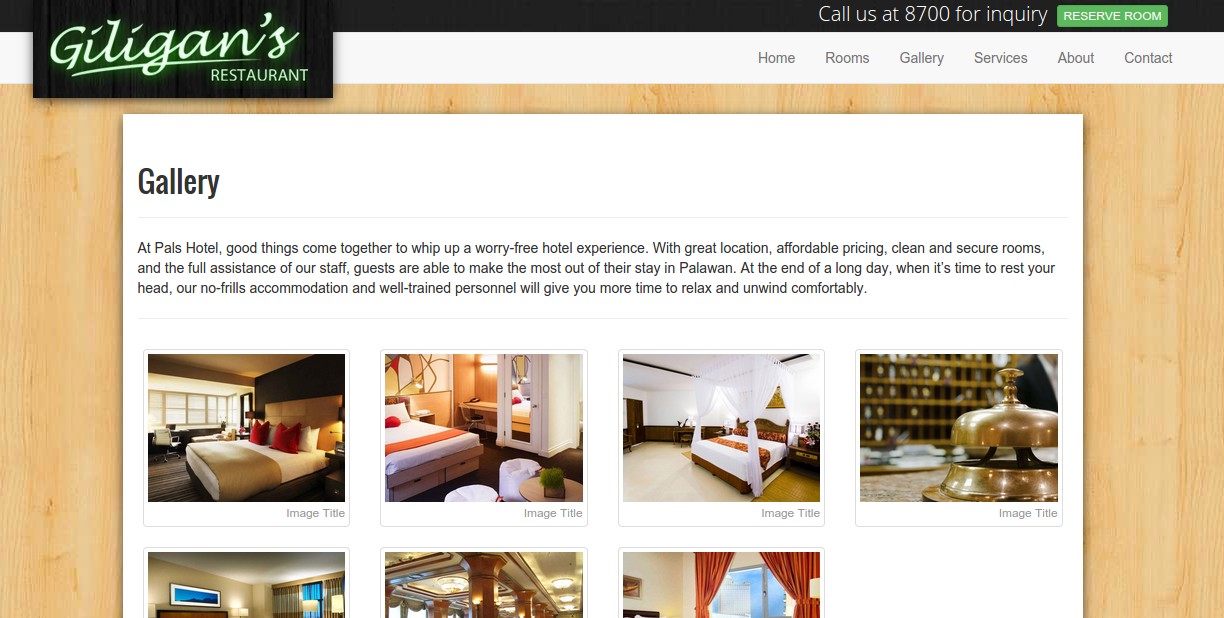 Giligan's
RESTAURANT
Call us at 8700 for inquiry RESERVE ROOM
Home Rooms Gallery Services About Contact
Gallery
At Pals Hotel, good things come together to whip up a worry-free hotel experience. With great location, affordable pricing, clean and secure rooms,
and the full assistance of our staff, guests are able to make the most out of their stay in Palawan. At the end of a long day, when it’s time to rest your
head, our no-frills accommodation and well-trained personnel will give you more time to relax and unwind comfortably.
Image Title Image Title Image Title Image Title